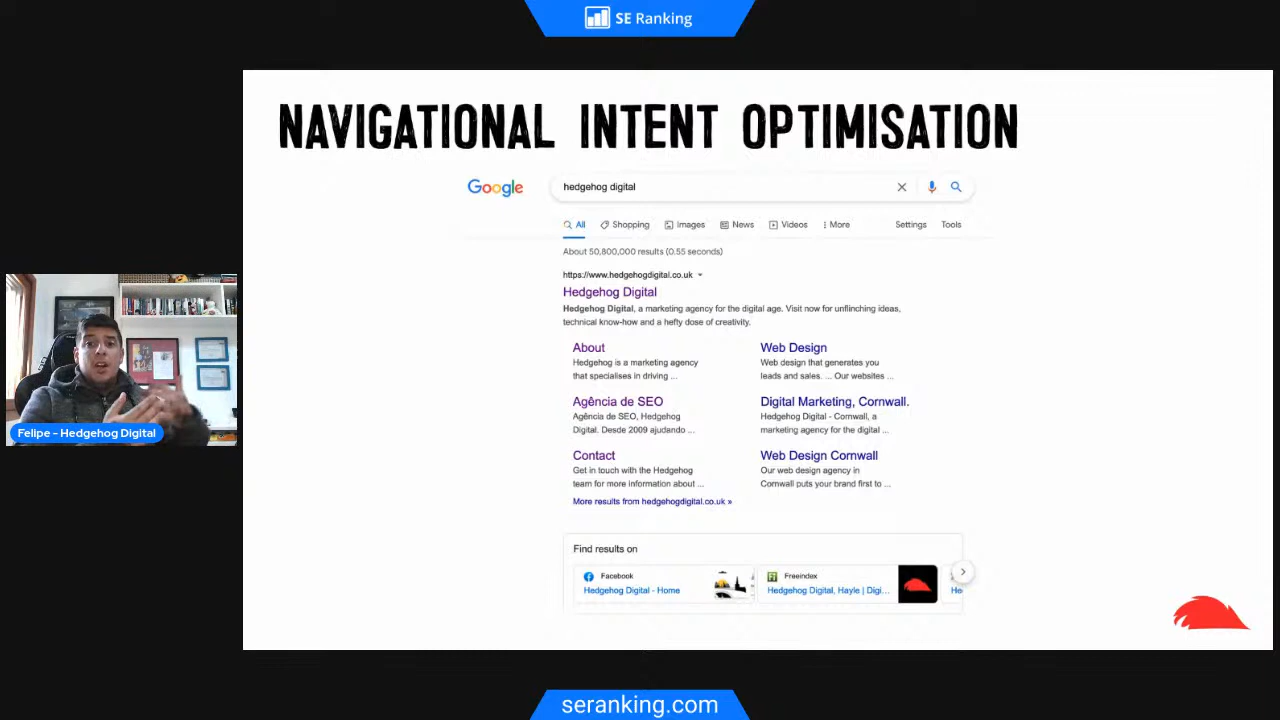 SE Ranking
NAVIGATIONAL INTENT OPTIMISATION
Google
hedgehog digital
All Shopping Images News Videos More Settings Tools
About 50,800,000 results (0.55 seconds)
https://www.hedgehogdigital.co.uk
Hedgehog Digital
Hedgehog Digital, a marketing agency for the digital age. Visit now for unflinching ideas,
technical know-how and a hefty dose of creativity.
About
Hedgehog is a marketing agency
that specialises in driving ...
Web Design
Web design that generates you
leads and sales. ... Our websites ...
Agência de SEO
Agência de SEO, Hedgehog
Digital. Desde 2009 ajudando ...
Digital Marketing, Cornwall.
Hedgehog Digital - Cornwall, a
marketing agency for the digital ...
Contact
Get in touch with the Hedgehog
team for more information about ...
Web Design Cornwall
Our web design agency in
Cornwall puts your brand first to ...
More results from hedgehogdigital.co.uk »
Find results on
Facebook
Hedgehog Digital - Home
Freeindex
Hedgehog Digital, Hayle | Digi...
He
Felipe - Hedgehog Digital
seranking.com